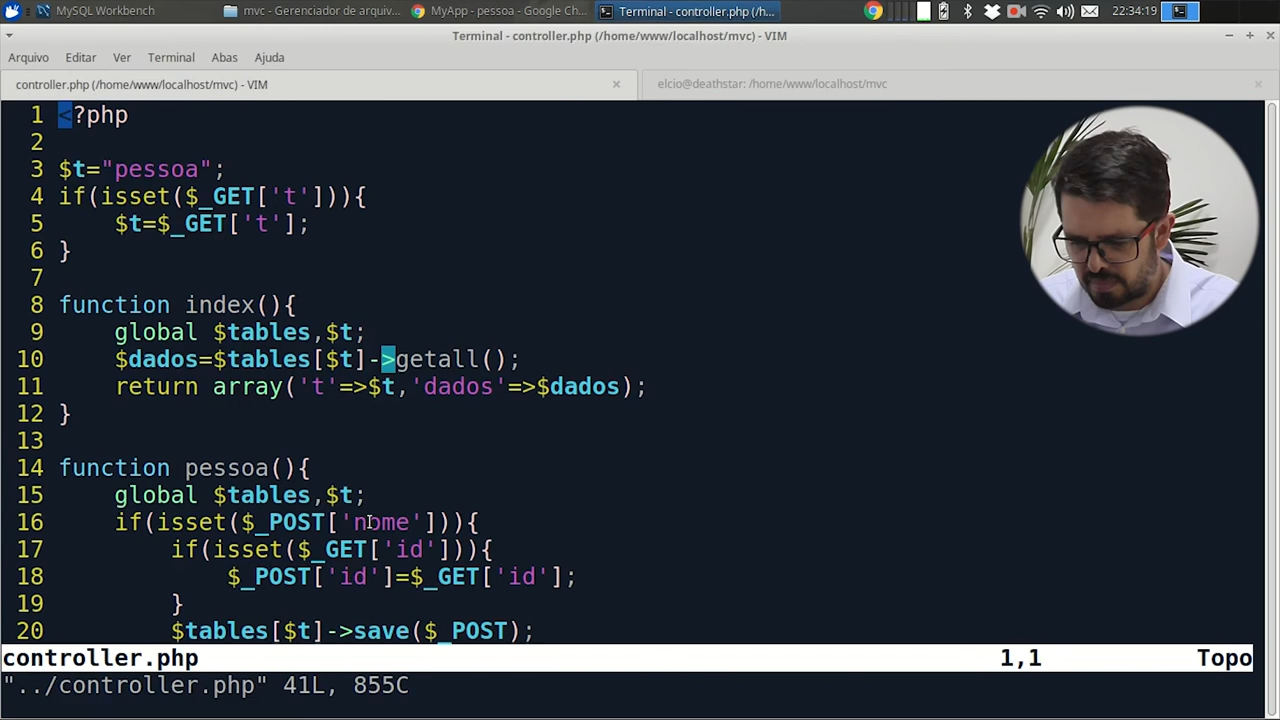 MySQL Workbench
mvc - Gerenciador de arquiv...
MyApp - pessoa - Google Ch...
Terminal - controller.php (/h...
22:34:19
Terminal - controller.php (/home/www/localhost/mvc) - VIM
Arquivo Editar Ver Terminal Abas Ajuda
controller.php (/home/www/localhost/mvc) - VIM
elcio@deathstar: /home/www/localhost/mvc
1 <?php
2
3 $t="pessoa";
4 if(isset($_GET['t'])){
5 $t=$_GET['t'];
6 }
7
8 function index(){
9 global $tables,$t;
10 $dados=$tables[$t]->getall();
11 return array('t'=>$t,'dados'=>$dados);
12 }
13
14 function pessoa(){
15 global $tables,$t;
16 if(isset($_POST['nome'])){
17 if(isset($_GET['id'])){
18 $_POST['id']=$_GET['id'];
19 }
20 $tables[$t]->save($_POST);
controller.php 1,1 Topo
"../controller.php" 41L, 855C